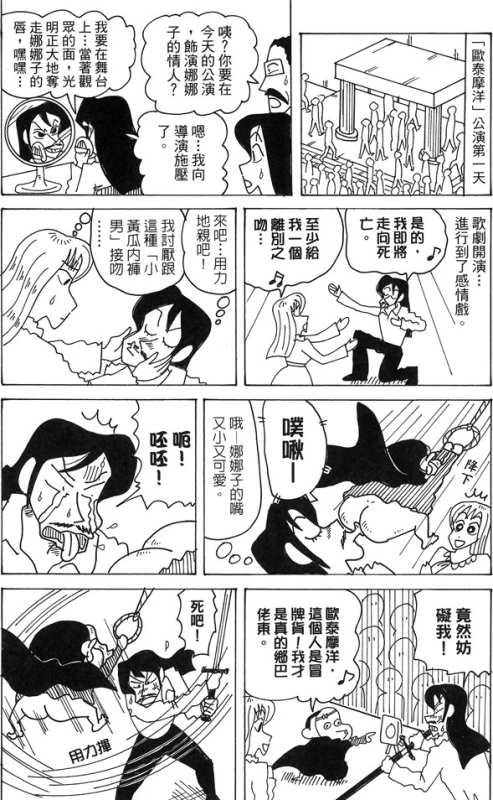 「歐泰摩洋」公演第一天
咦？你要在
今天的公演
，飾演娜娜
子的情人？
嗯…我向
導演施壓
了。
我要在舞台
上…當著觀
眾的面，光
明正大地奪
走娜娜子的
唇，嘿嘿…
歌劇開演…
進行到了感情戲。
是的，
我即將
走向死
亡。♪
至少給
我一個
離別之
吻…♪
來吧…用力
地親吧！
我討厭跟
這種「小
黃瓜內褲
男」接吻
……
降下
噗啾—
哦—娜娜子的嘴
又小又可愛。
呃！
呸呸！
竟然妨
礙我！
歐泰摩洋，
這個人是冒
牌貨！我才
是真的鄉巴
佬東。♪
死吧！
用力揮